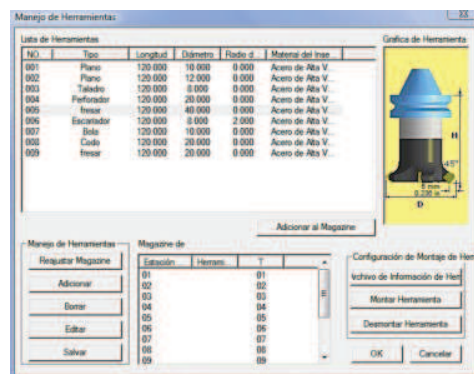 Manejo de Herramientas
Lista de Herramientas
Grafica de Herramienta
NO. Tipo Longitud Diámetro Radio d... Material del Inse...
001 Plano 120.000 10.000 0.000 Acero de Alta V...
002 Plano 120.000 12.000 0.000 Acero de Alta V...
003 Taladro 120.000 8.000 0.000 Acero de Alta V...
004 Perforador 120.000 20.000 0.000 Acero de Alta V...
005 fresar 120.000 40.000 0.000 Acero de Alta V...
006 Escariador 120.000 8.000 2.000 Acero de Alta V...
007 Bola 120.000 10.000 0.000 Acero de Alta V...
008 Codo 120.000 20.000 0.000 Acero de Alta V...
009 fresar 120.000 20.000 0.000 Acero de Alta V...
H
45°
6 mm
0.236 in
D
Adicionar al Magazine
Manejo de Herramientas
Reajustar Magazine
Adicionar
Borrar
Editar
Salvar
Magazine de
Estación Herram... T
01 01
02 02
03 03
04 04
05 05
06 06
07 07
08 08
09 09
Configuración de Montaje de Her
Archivo de Información de Her
Montar Herramienta
Desmontar Herramienta
OK Cancelar